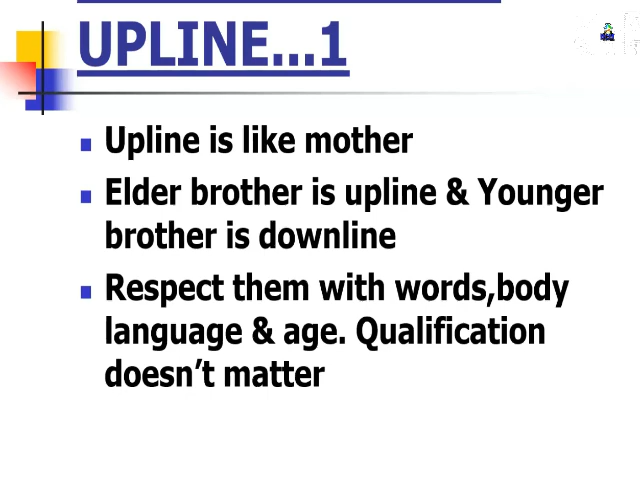 UPLINE...1
Upline is like mother
Elder brother is upline & Younger
brother is downline
Respect them with words,body
language & age. Qualification
doesn't matter